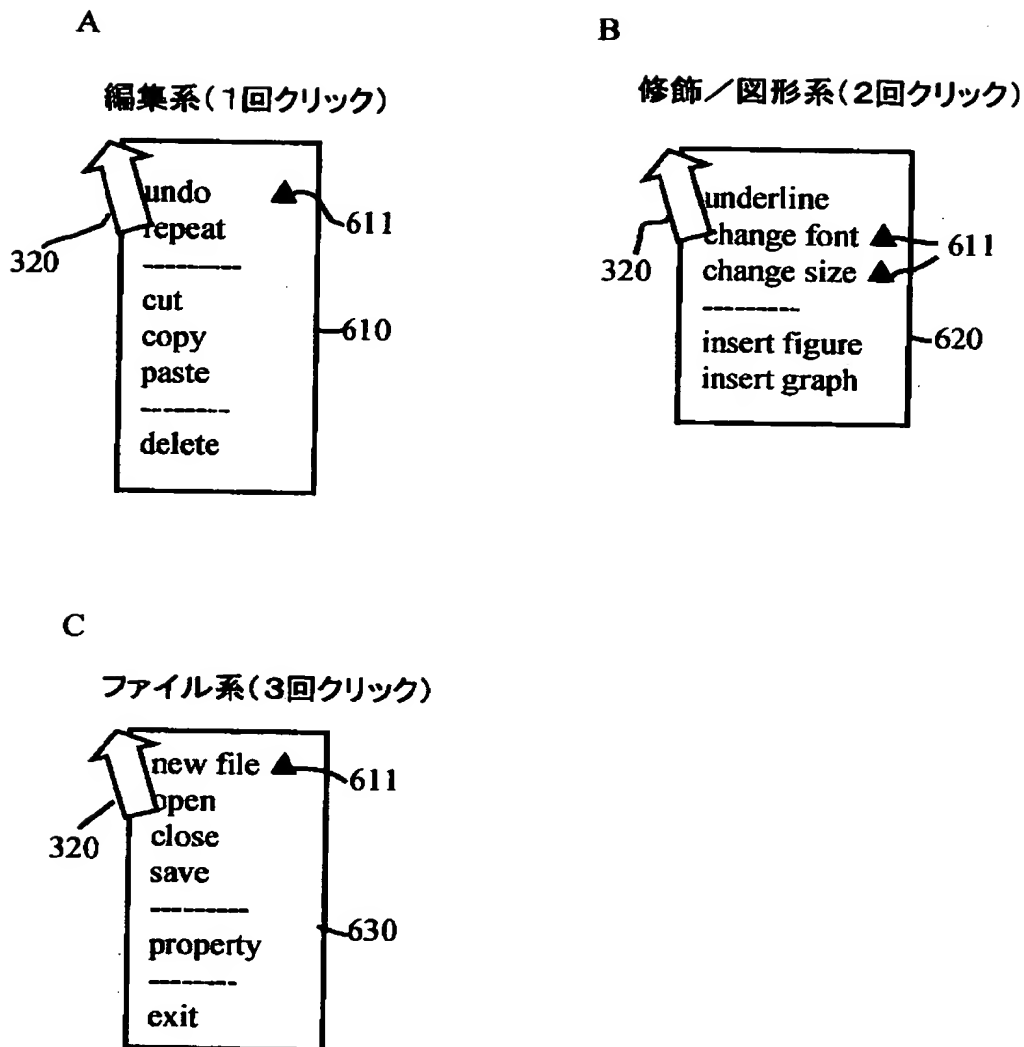 A
編集系(1回クリック)
undo
611
repeat
320
cut
610
copy
paste
delete
B
修飾／図形系(2回クリック)
underline
change font
611
320
change size
insert figure
620
insert graph
C
ファイル系(3回クリック)
new file
611
open
320
close
save
630
property
exit